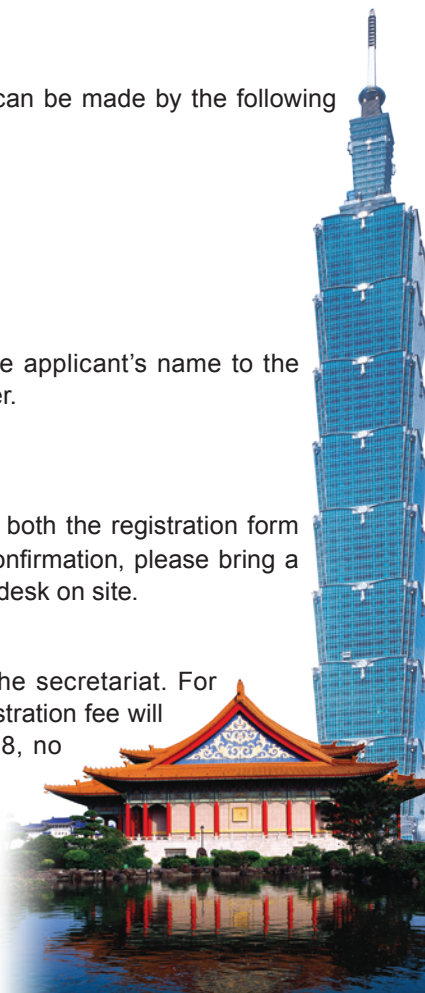 can be made by the following
e applicant’s name to the
er.
both the registration form
onfirmation, please bring a
desk on site.
he secretariat. For
stration fee will
8, no